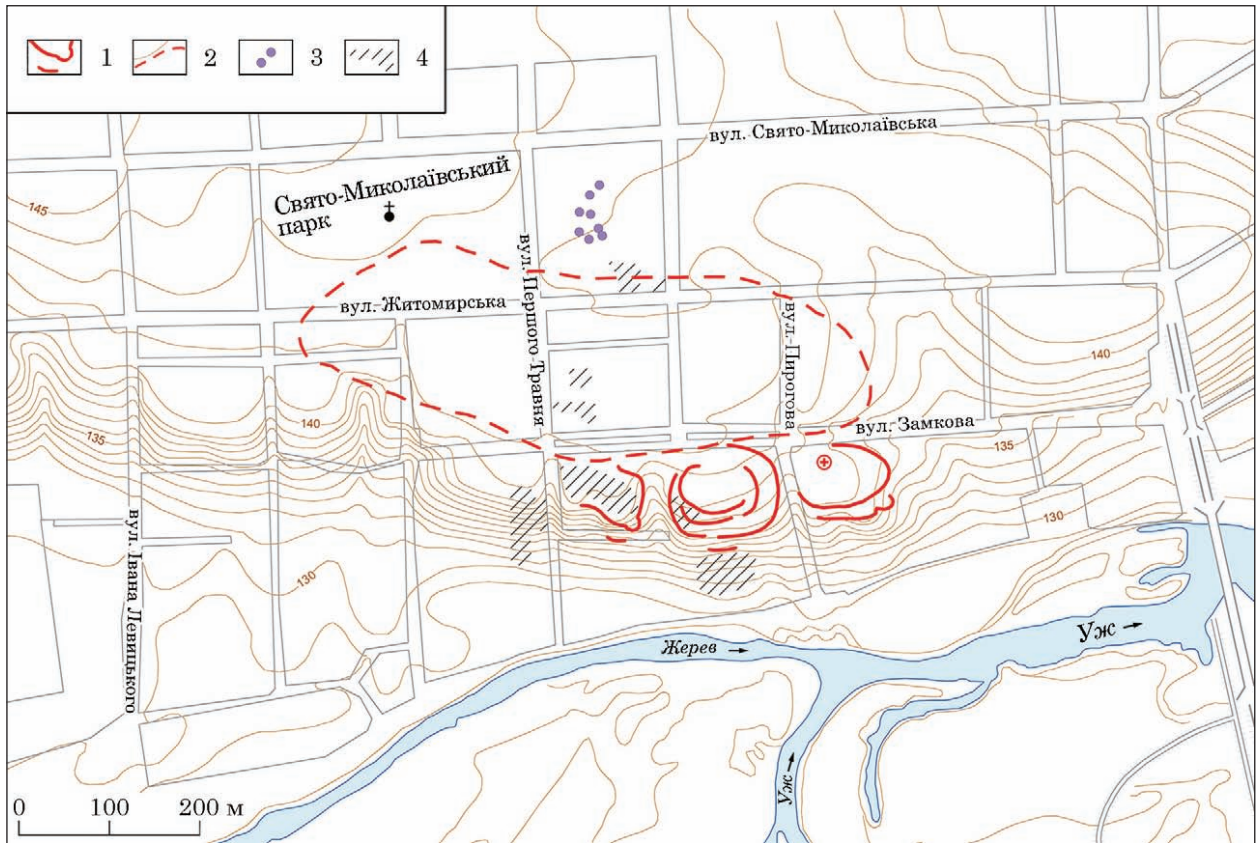 1 2 3 4
вул. Свято-Миколаївська
Свято-Миколаївський
парк
145
вул. Першого-Травня
вул. Житомирська
вул. Пирогова
140
140
вул. Замкова
135
135
130
130
вул. Івана Левицького
Жерев
Уж
Уж
0 100 200 м